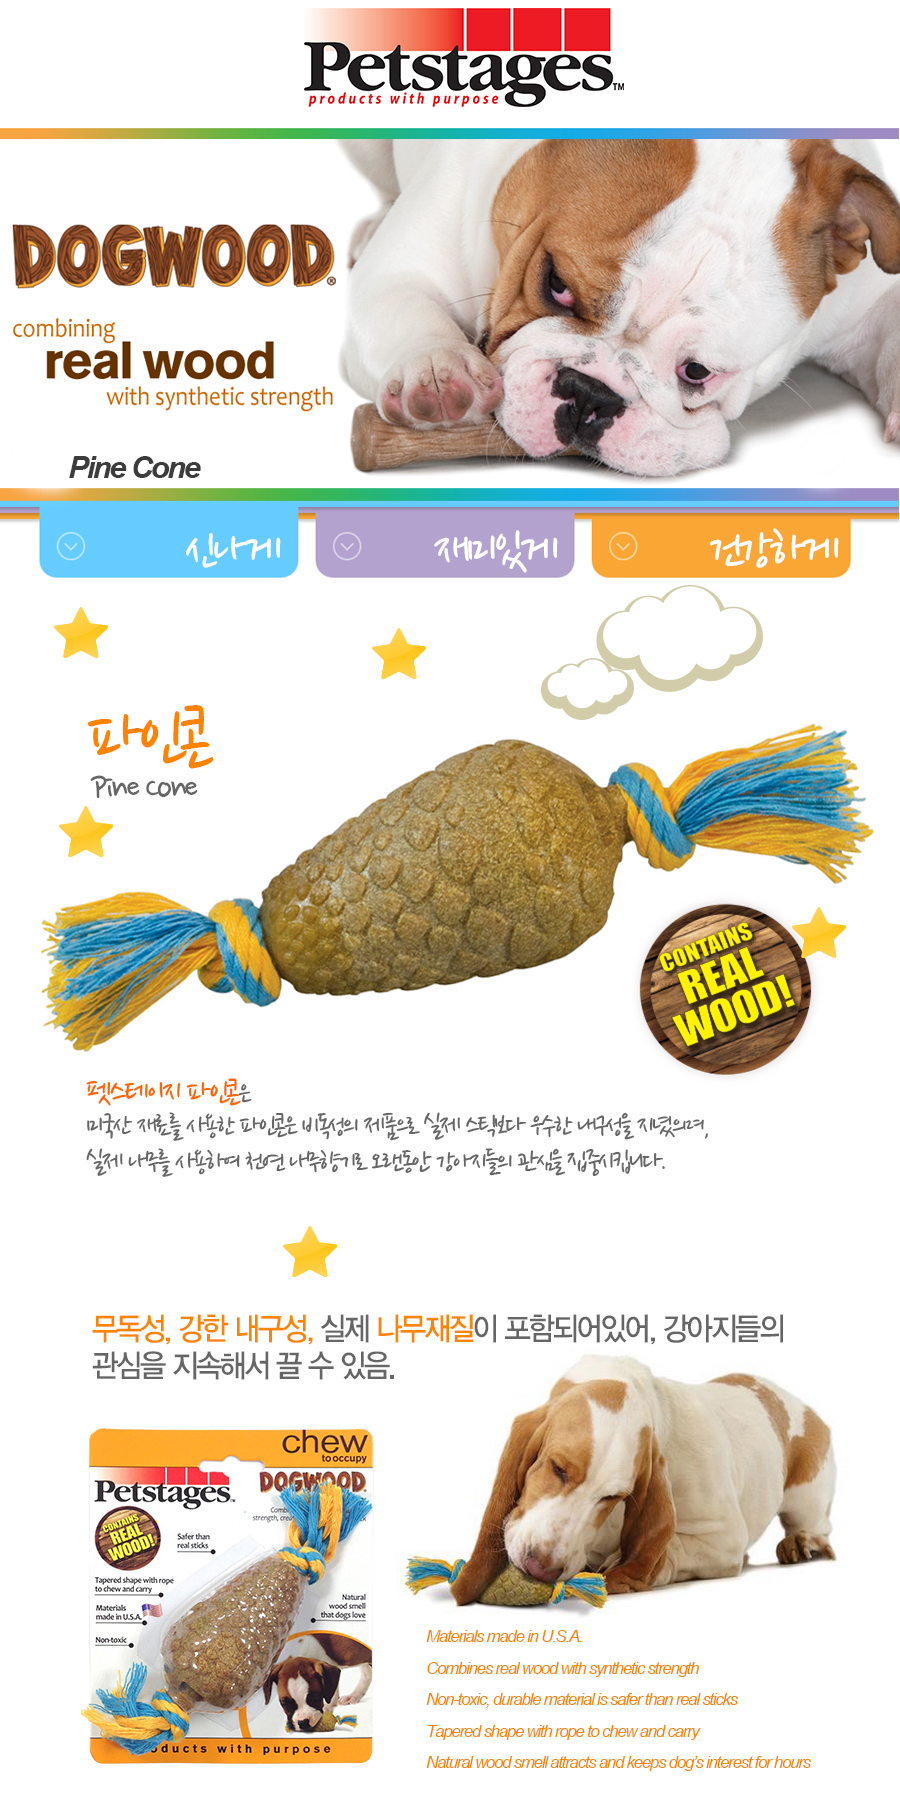 Petstages™
products with purpose
DOGWOOD®
combining
real wood
with synthetic strength
Pine Cone
신나게
재미있게
건강하게
파인콘
Pine cone
CONTAINS
REAL
WOOD!
펫스테이지 파인콘은
미국산 재료를 사용한 파인콘은 비독성의 제품으로 실제 스틱보다 우수한 내구성을 지녔으며,
실제 나무를 사용하여 천연 나무향기로 오랜동안 강아지들의 관심을 집중시킵니다.
무독성, 강한 내구성, 실제 나무재질이 포함되어있어, 강아지들의
관심을 지속해서 끌 수 있음.
chew
to occupy
Petstages™
DOGWOOD
strength,
CONTAINS
REAL
WOOD!
Safer than
real sticks
Tapered shape with rope
to chew and carry
Materials
made in U.S.A.
Non-toxic
Natural
wood smell
that dogs love
ducts with purpose
Materials made in U.S.A.
Combines real wood with synthetic strength
Non-toxic, durable material is safer than real sticks
Tapered shape with rope to chew and carry
Natural wood smell attracts and keeps dog's interest for hours